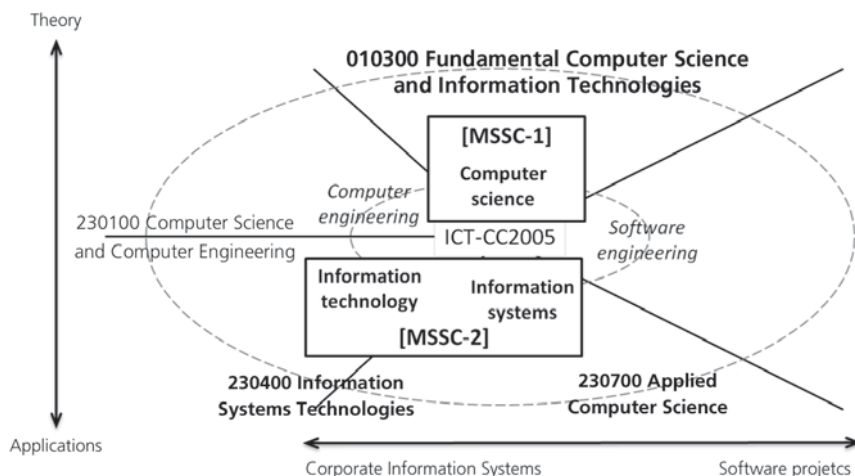 Theory
010300 Fundamental Computer Science
and Information Technologies
[MSSC-1]
Computer
science
Computer
engineering
230100 Computer Science
and Computer Engineering
ICT-CC2005
Software
engineering
Information
technology
Information
systems
[MSSC-2]
230400 Information
Systems Technologies
230700 Applied
Computer Science
Applications
Corporate Information Systems
Software projetcs